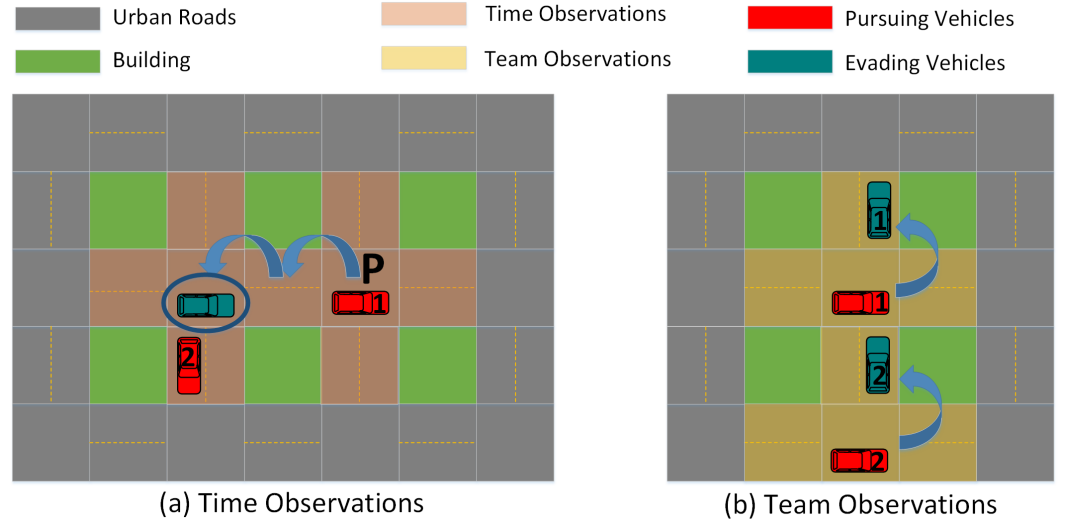 Urban Roads
Time Observations
Pursuing Vehicles
Building
Team Observations
Evading Vehicles
P
1
2
1
1
2
2
(a) Time Observations
(b) Team Observations